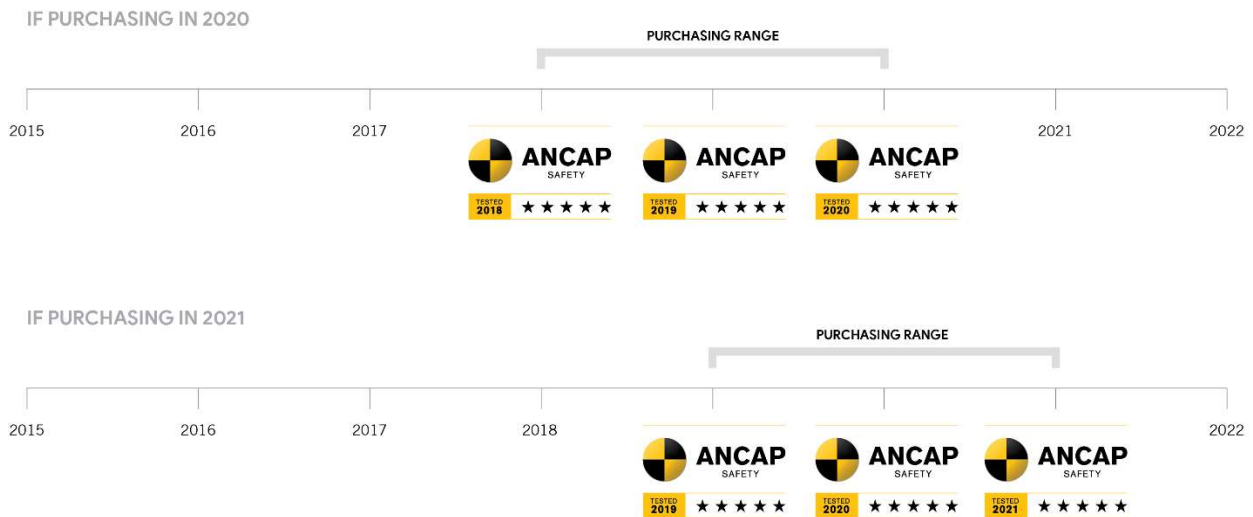 IF PURCHASING IN 2020
PURCHASING RANGE
2015 2016 2017 2021 2022
ANCAP SAFETY ANCAP SAFETY ANCAP SAFETY
TESTED 2018 ★★★★★ TESTED 2019 ★★★★★ TESTED 2020 ★★★★★
IF PURCHASING IN 2021
PURCHASING RANGE
2015 2016 2017 2018 2022
ANCAP SAFETY ANCAP SAFETY ANCAP SAFETY
TESTED 2019 ★★★★★ TESTED 2020 ★★★★★ TESTED 2021 ★★★★★